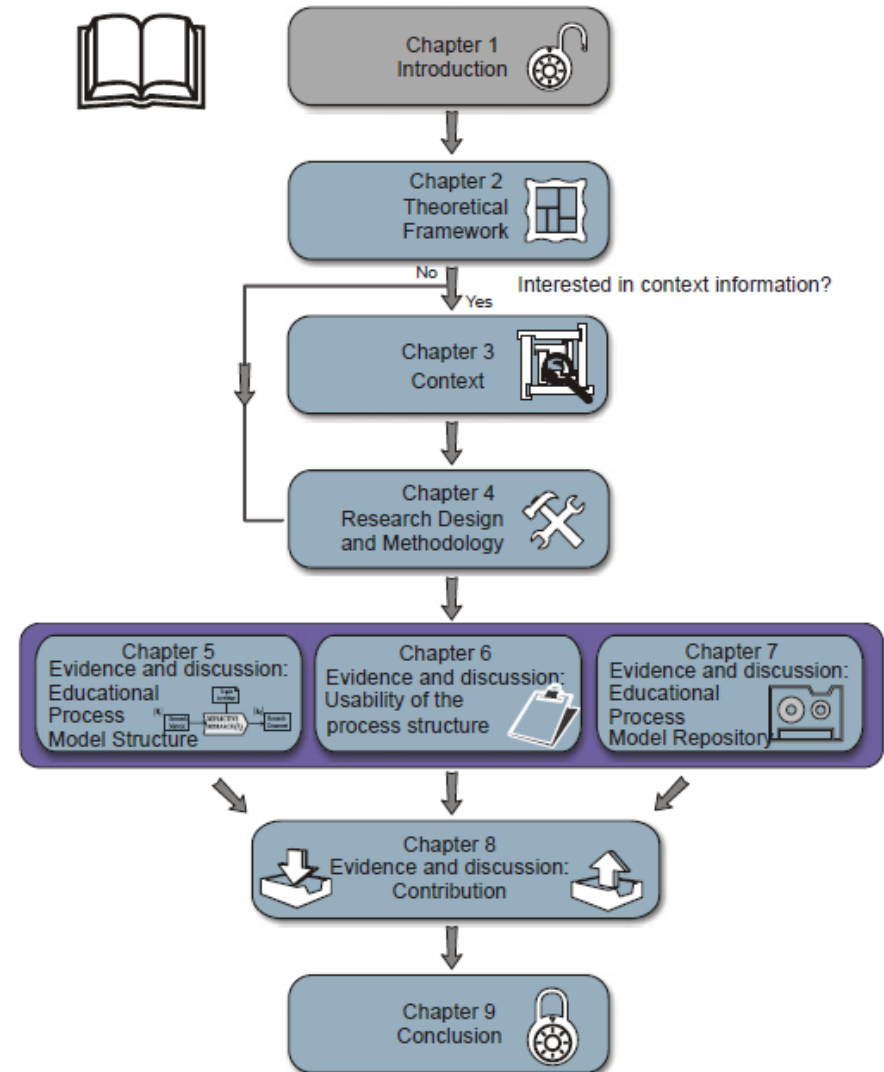 Chapter 1
Introduction
Chapter 2
Theoretical
Framework
No
Interested in context information?
Yes
Chapter 3
Context
Chapter 4
Research Design
and Methodology
Chapter 5
Evidence and discussion:
Educational
Process
Model Structure
Chapter 6
Evidence and discussion:
Usability of the
process structure
Chapter 7
Evidence and discussion:
Educational
Process
Model Repository
Chapter 8
Evidence and discussion:
Contribution
Chapter 9
Conclusion